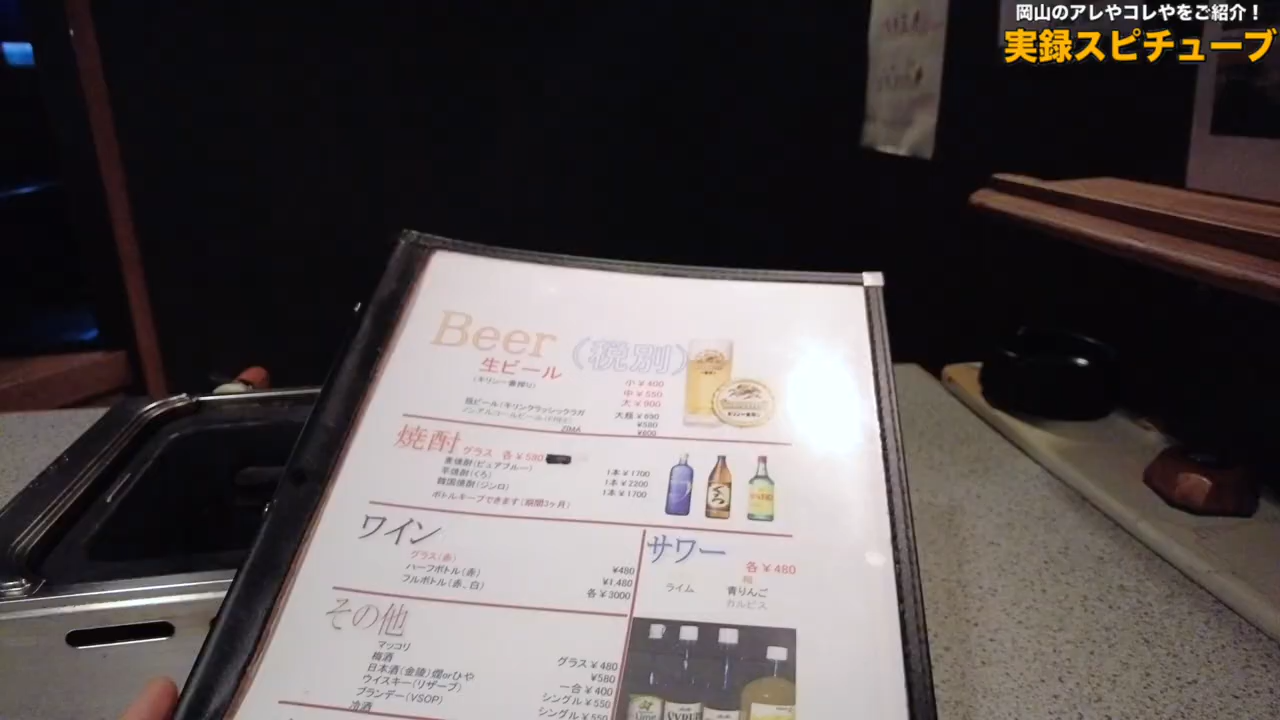 岡山のアレやコレやをご紹介！
実録スピチューブ
Beer (税別)
生ビール
(キリン一番搾り)
小￥400
中￥550
大￥900
瓶ビール(キリンクラッシックラガ 大瓶￥690
ノンアルコールビール(FREE) ¥580
ZIMA ¥600
焼酎 グラス 各￥580
麦焼酎(ピュアブルー) 1本￥1700
芋焼酎(くろ) 1本￥2200
韓国焼酎(ジンロ) 1本￥1700
ボトルキープできます(期間3ヶ月)
ワイン
グラス(赤) ¥480
ハーフボトル(赤) ¥1.480
フルボトル(赤、白) 各￥3000
サワー
各￥480
ライム 青りんご
カルピス
その他
マッコリ グラス￥480
梅酒 ¥580
日本酒(金陵)燗orひや 一合￥400
ウイスキー(リザーブ) シングル￥550
ブランデー(VSOP) シングル￥550
冷酒
くろ
Lime